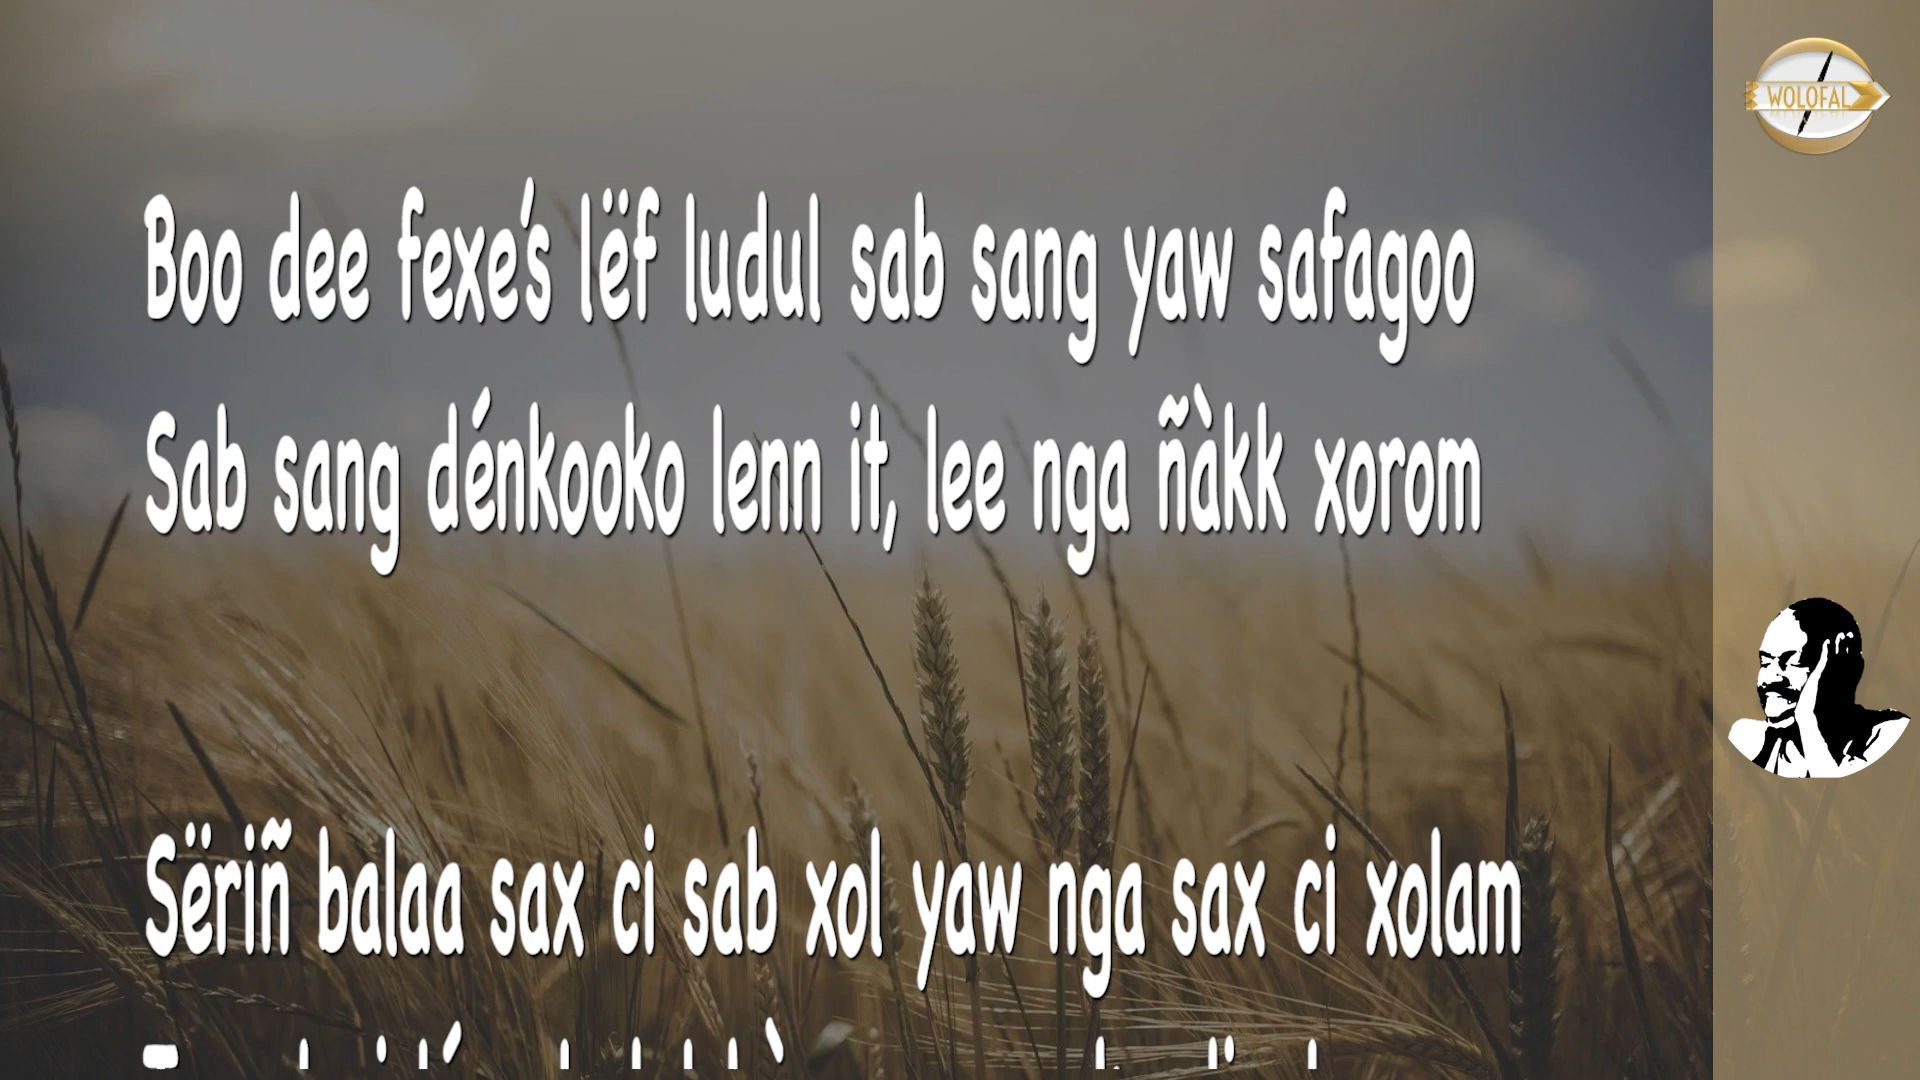 WOLOFAL
Boo dee fexe's lëf ludul sab sang yaw safagoo
Sab sang dénkooko lenn it, lee nga ñàkk xorom
Sëriñ balaa sax ci sab xol yaw nga sax ci xolam